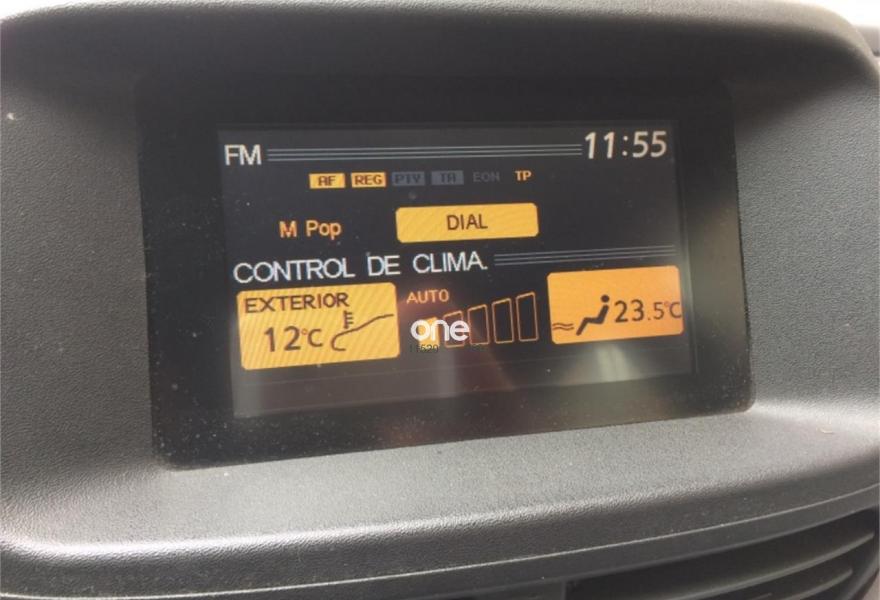 FM 11:55
AF REG PTY TA EON TP
M Pop DIAL
CONTROL DE CLIMA.
EXTERIOR AUTO
12°C 23.5°C
one